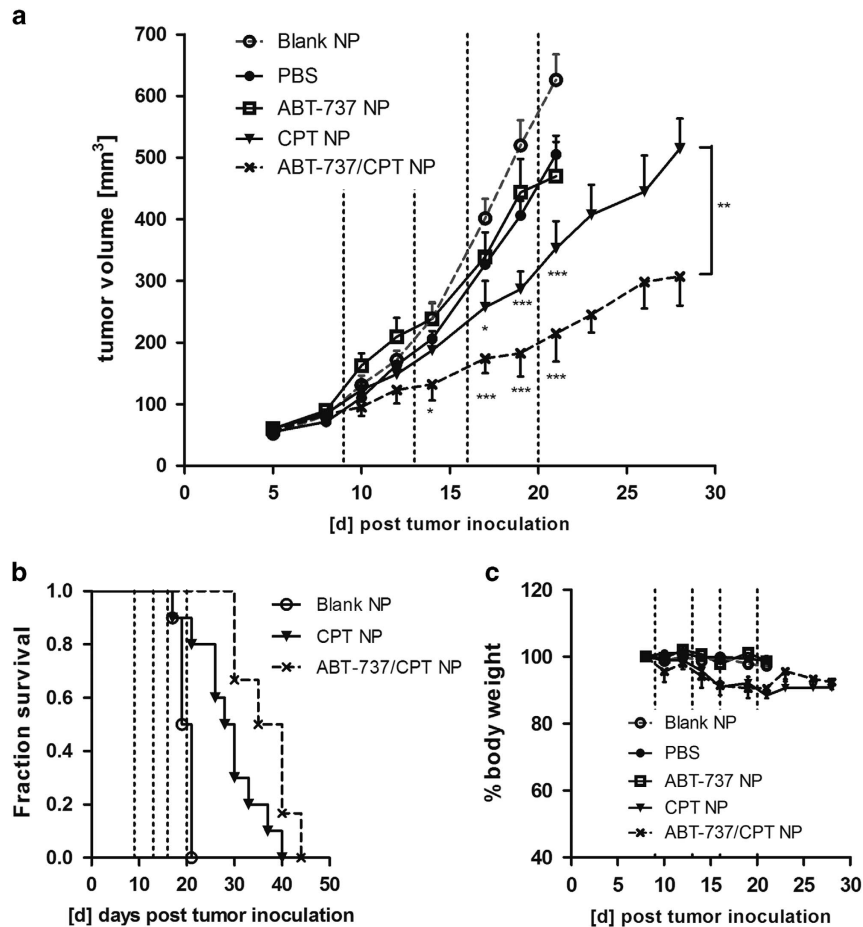 a
700
600
500
400
300
200
100
0
tumor volume [mm³]
Blank NP
PBS
ABT-737 NP
CPT NP
ABT-737/CPT NP
*
***
***
*
***
***
***
**
0 5 10 15 20 25 30
[d] post tumor inoculation
b
1.0
0.8
0.6
0.4
0.2
0.0
Fraction survival
Blank NP
CPT NP
ABT-737/CPT NP
0 10 20 30 40 50
[d] days post tumor inoculation
c
120
100
80
60
40
% body weight
Blank NP
PBS
ABT-737 NP
CPT NP
ABT-737/CPT NP
0 5 10 15 20 25 30
[d] post tumor inoculation